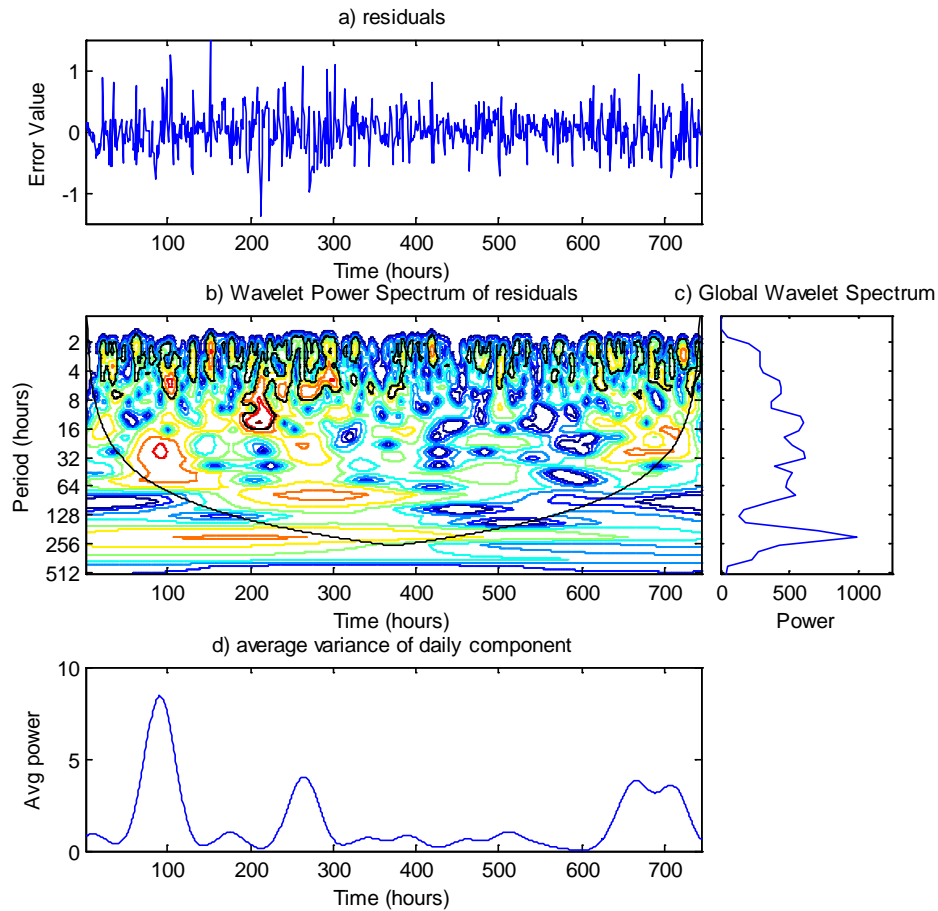 a) residuals
1
0
-1
Error Value
100 200 300 400 500 600 700
Time (hours)
b) Wavelet Power Spectrum of residuals
c) Global Wavelet Spectrum
2
4
8
16
32
64
128
256
512
Period (hours)
100 200 300 400 500 600 700
Time (hours)
0 500 1000
Power
d) average variance of daily component
10
5
0
Avg power
100 200 300 400 500 600 700
Time (hours)